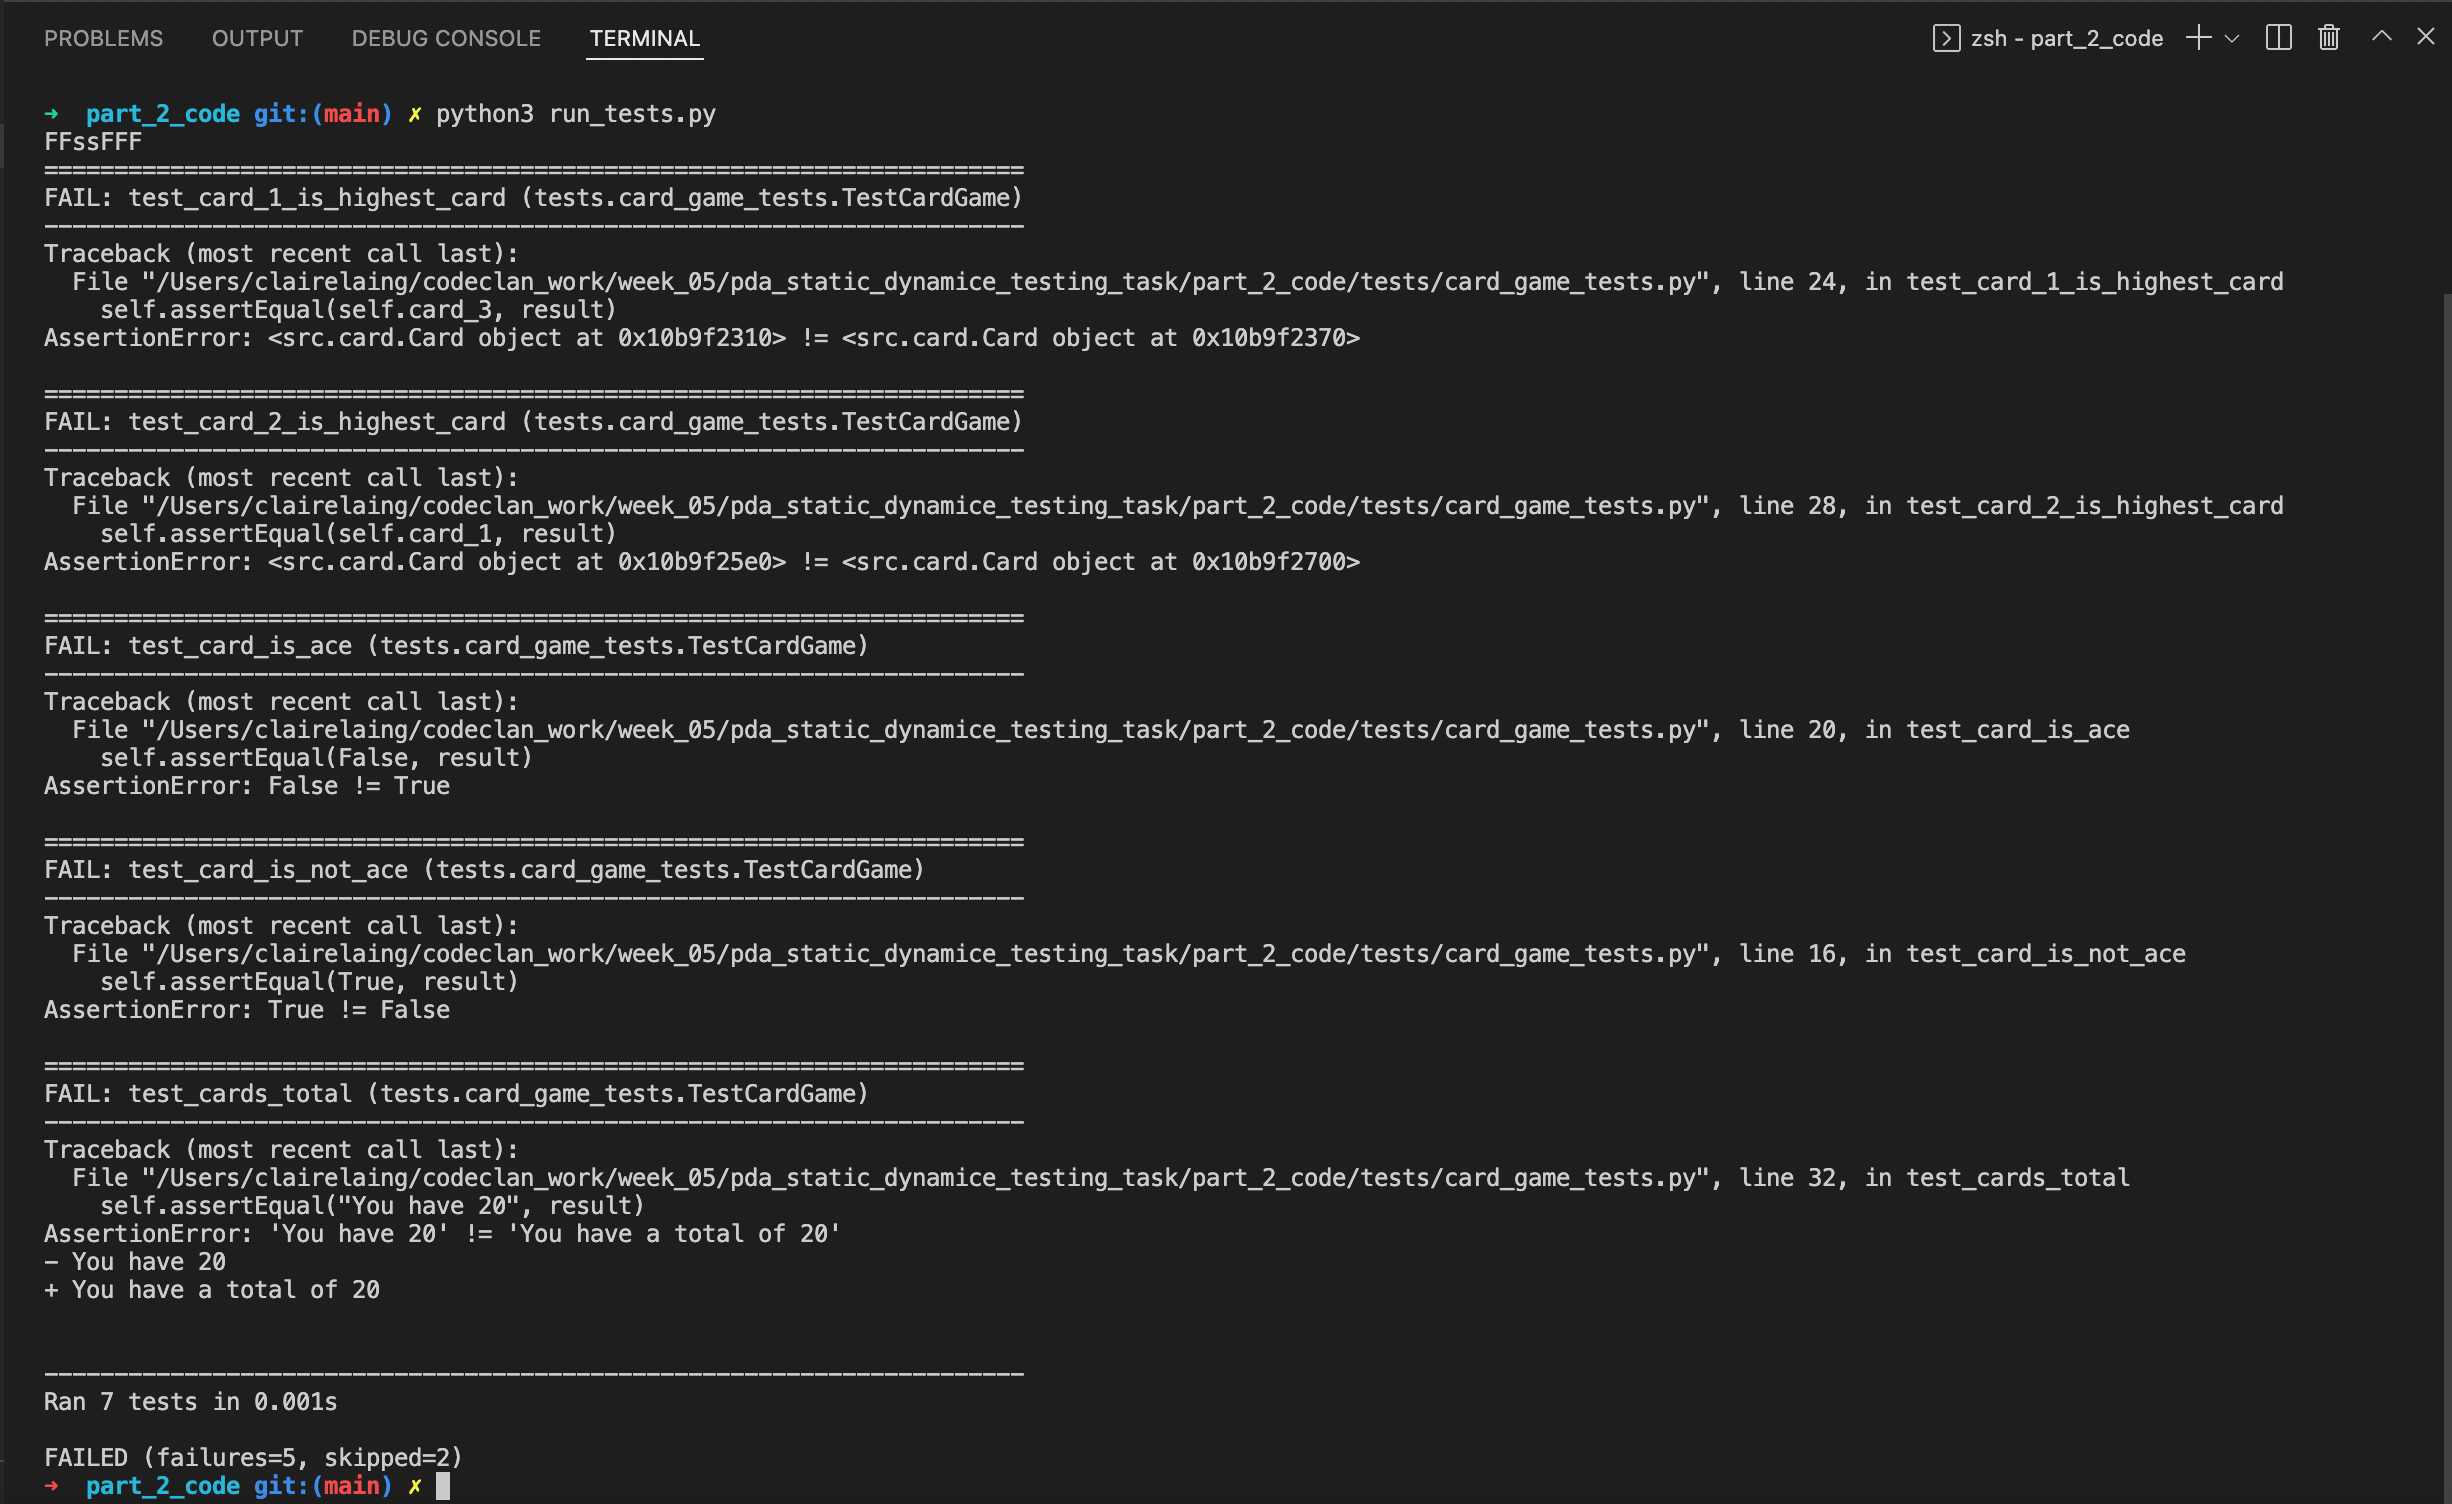 PROBLEMS OUTPUT DEBUG CONSOLE TERMINAL zsh - part_2_code
➜ part_2_code git:(main) ✗ python3 run_tests.py
FFssFFF
======================================================================
FAIL: test_card_1_is_highest_card (tests.card_game_tests.TestCardGame)
----------------------------------------------------------------------
Traceback (most recent call last):
  File "/Users/clairelaing/codeclan_work/week_05/pda_static_dynamice_testing_task/part_2_code/tests/card_game_tests.py", line 24, in test_card_1_is_highest_card
    self.assertEqual(self.card_3, result)
AssertionError: <src.card.Card object at 0x10b9f2310> != <src.card.Card object at 0x10b9f2370>
======================================================================
FAIL: test_card_2_is_highest_card (tests.card_game_tests.TestCardGame)
----------------------------------------------------------------------
Traceback (most recent call last):
  File "/Users/clairelaing/codeclan_work/week_05/pda_static_dynamice_testing_task/part_2_code/tests/card_game_tests.py", line 28, in test_card_2_is_highest_card
    self.assertEqual(self.card_1, result)
AssertionError: <src.card.Card object at 0x10b9f25e0> != <src.card.Card object at 0x10b9f2700>
======================================================================
FAIL: test_card_is_ace (tests.card_game_tests.TestCardGame)
----------------------------------------------------------------------
Traceback (most recent call last):
  File "/Users/clairelaing/codeclan_work/week_05/pda_static_dynamice_testing_task/part_2_code/tests/card_game_tests.py", line 20, in test_card_is_ace
    self.assertEqual(False, result)
AssertionError: False != True
======================================================================
FAIL: test_card_is_not_ace (tests.card_game_tests.TestCardGame)
----------------------------------------------------------------------
Traceback (most recent call last):
  File "/Users/clairelaing/codeclan_work/week_05/pda_static_dynamice_testing_task/part_2_code/tests/card_game_tests.py", line 16, in test_card_is_not_ace
    self.assertEqual(True, result)
AssertionError: True != False
======================================================================
FAIL: test_cards_total (tests.card_game_tests.TestCardGame)
----------------------------------------------------------------------
Traceback (most recent call last):
  File "/Users/clairelaing/codeclan_work/week_05/pda_static_dynamice_testing_task/part_2_code/tests/card_game_tests.py", line 32, in test_cards_total
    self.assertEqual("You have 20", result)
AssertionError: 'You have 20' != 'You have a total of 20'
- You have 20
+ You have a total of 20
----------------------------------------------------------------------
Ran 7 tests in 0.001s
FAILED (failures=5, skipped=2)
➜ part_2_code git:(main) ✗